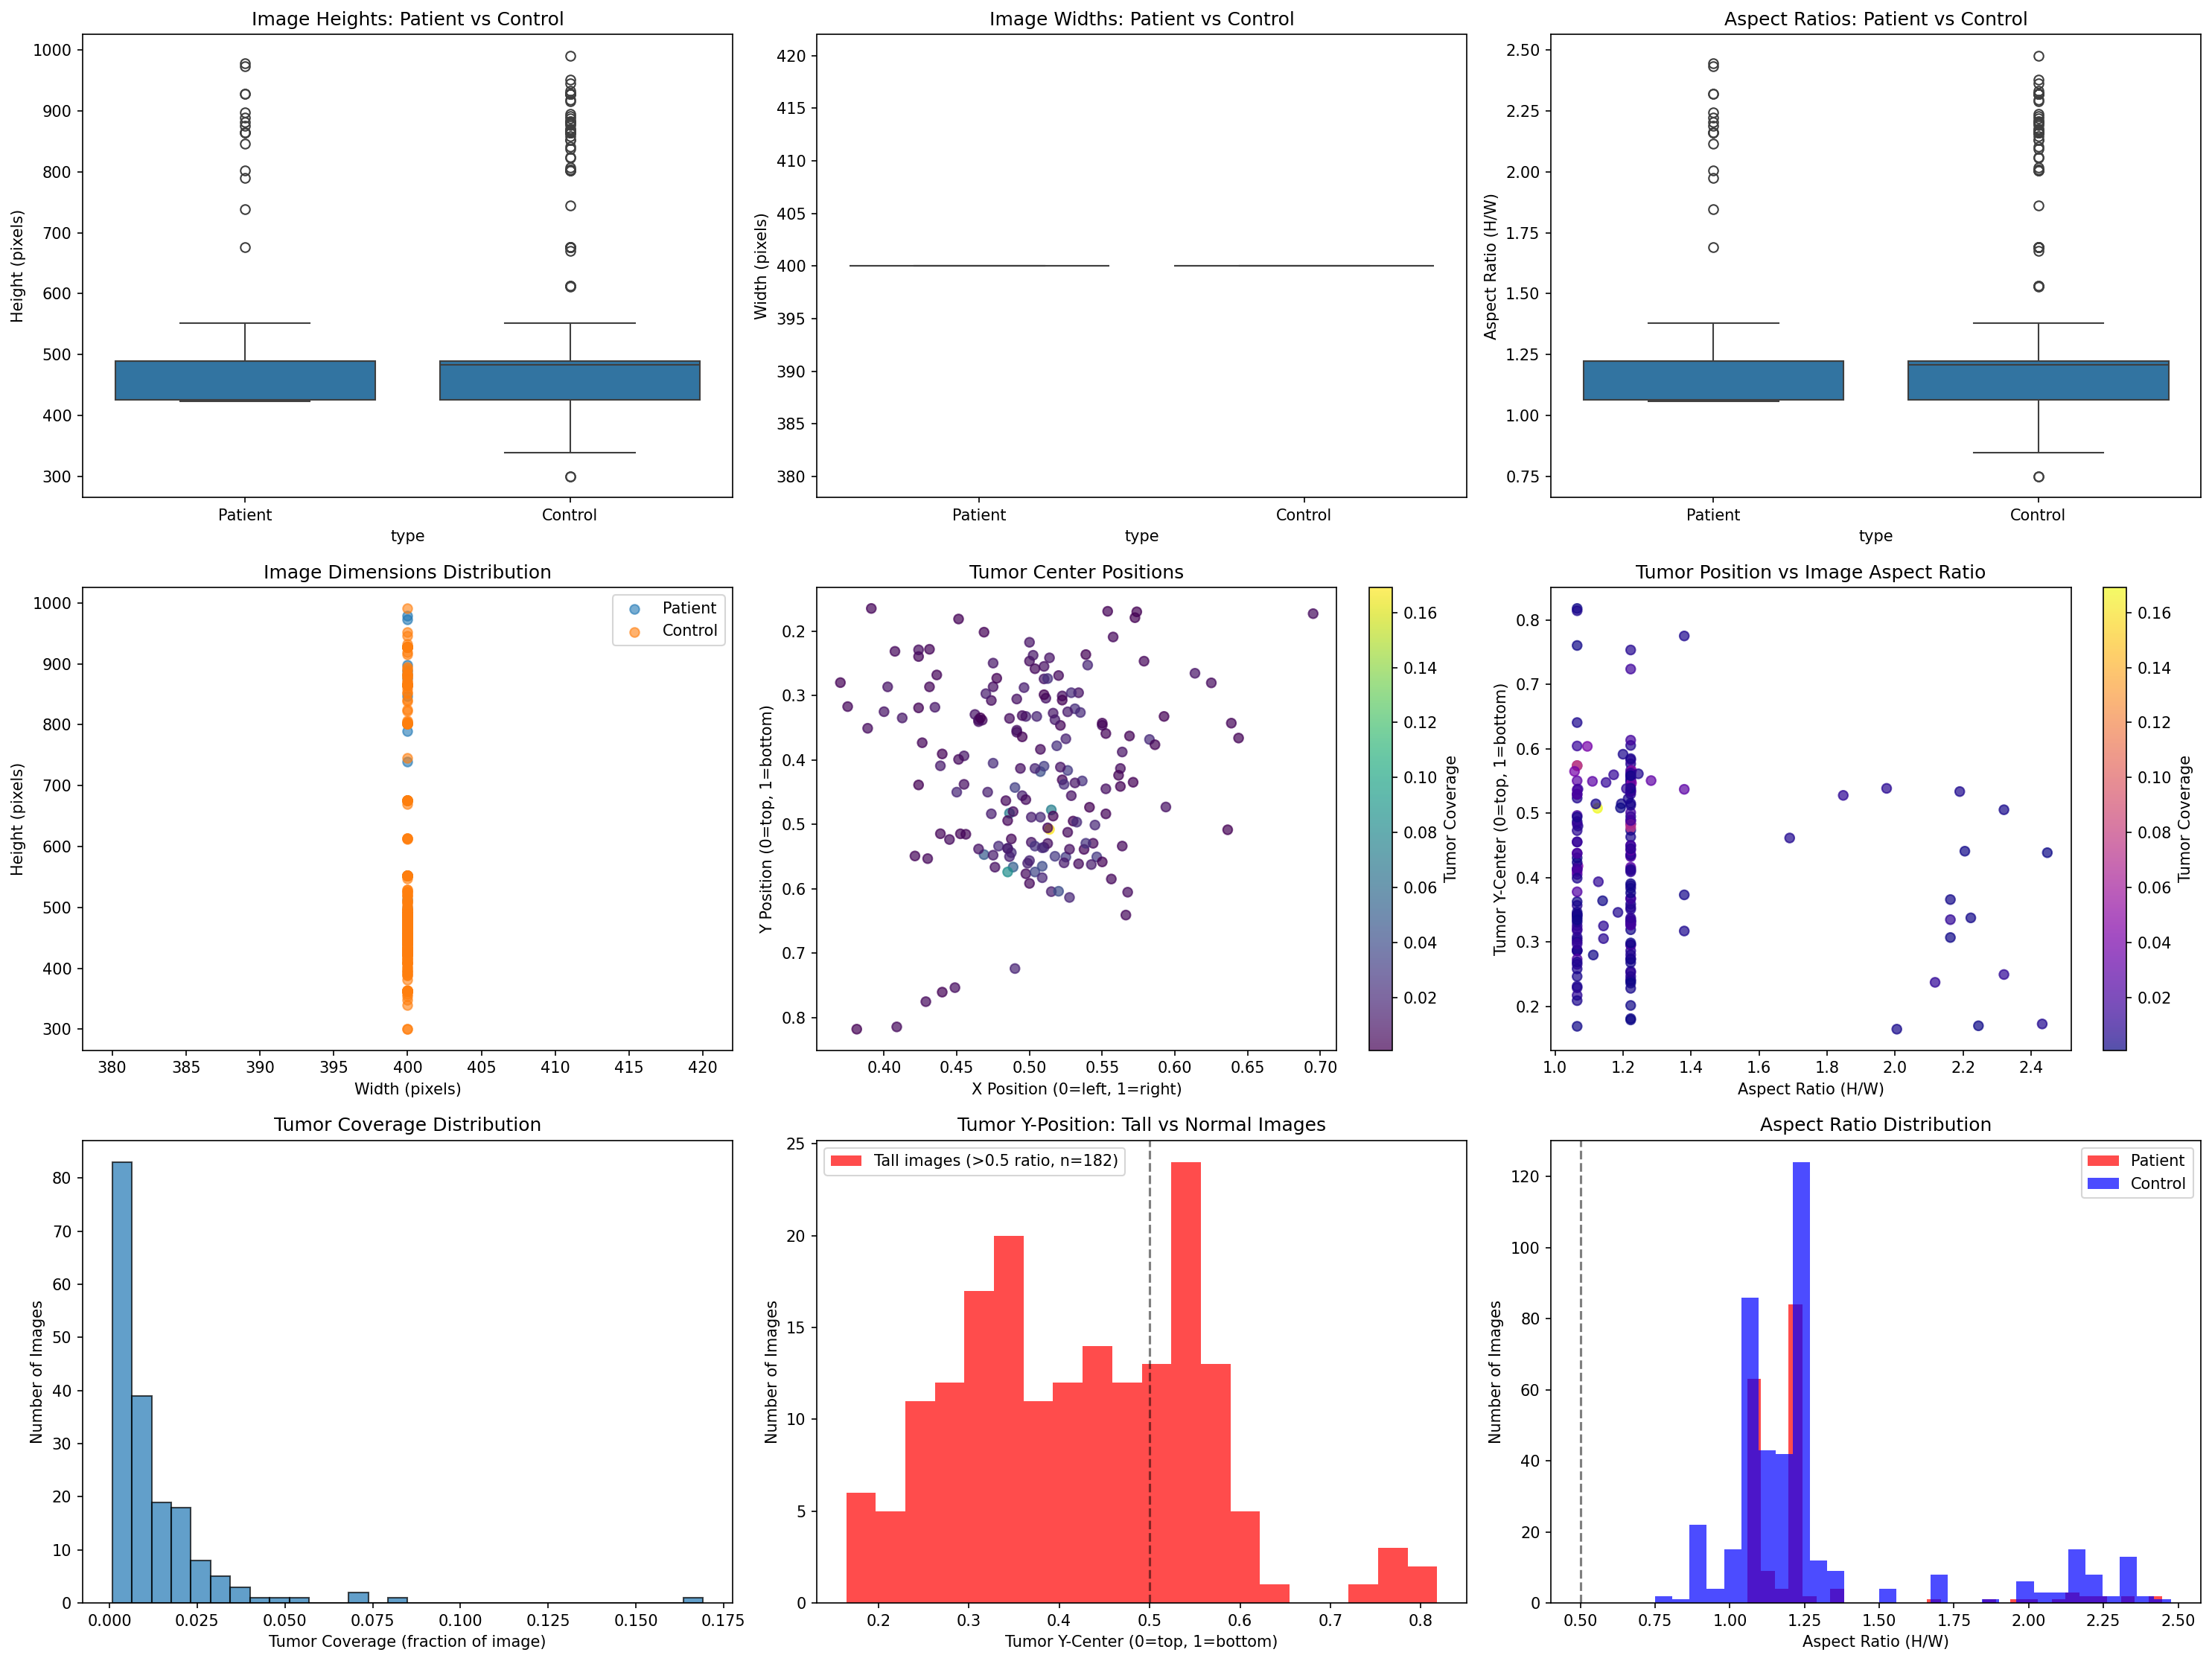 Image Heights: Patient vs Control
Height (pixels)
1000
900
800
700
600
500
400
300
Patient
Control
type
Image Widths: Patient vs Control
Width (pixels)
420
415
410
405
400
395
390
385
380
Patient
Control
type
Aspect Ratios: Patient vs Control
Aspect Ratio (H/W)
2.50
2.25
2.00
1.75
1.50
1.25
1.00
0.75
Patient
Control
type
Image Dimensions Distribution
Height (pixels)
1000
900
800
700
600
500
400
300
Patient
Control
380 385 390 395 400 405 410 415 420
Width (pixels)
Tumor Center Positions
Y Position (0=top, 1=bottom)
0.2
0.3
0.4
0.5
0.6
0.7
0.8
0.40 0.45 0.50 0.55 0.60 0.65 0.70
X Position (0=left, 1=right)
0.16
0.14
0.12
0.10
0.08
0.06
0.04
0.02
Tumor Coverage
Tumor Position vs Image Aspect Ratio
Tumor Y-Center (0=top, 1=bottom)
0.8
0.7
0.6
0.5
0.4
0.3
0.2
1.0 1.2 1.4 1.6 1.8 2.0 2.2 2.4
Aspect Ratio (H/W)
0.16
0.14
0.12
0.10
0.08
0.06
0.04
0.02
Tumor Coverage
Tumor Coverage Distribution
Number of Images
80
70
60
50
40
30
20
10
0
0.000 0.025 0.050 0.075 0.100 0.125 0.150 0.175
Tumor Coverage (fraction of image)
Tumor Y-Position: Tall vs Normal Images
Number of Images
25
20
15
10
5
0
Tall images (>0.5 ratio, n=182)
0.2 0.3 0.4 0.5 0.6 0.7 0.8
Tumor Y-Center (0=top, 1=bottom)
Aspect Ratio Distribution
Number of Images
120
100
80
60
40
20
0
Patient
Control
0.50 0.75 1.00 1.25 1.50 1.75 2.00 2.25 2.50
Aspect Ratio (H/W)